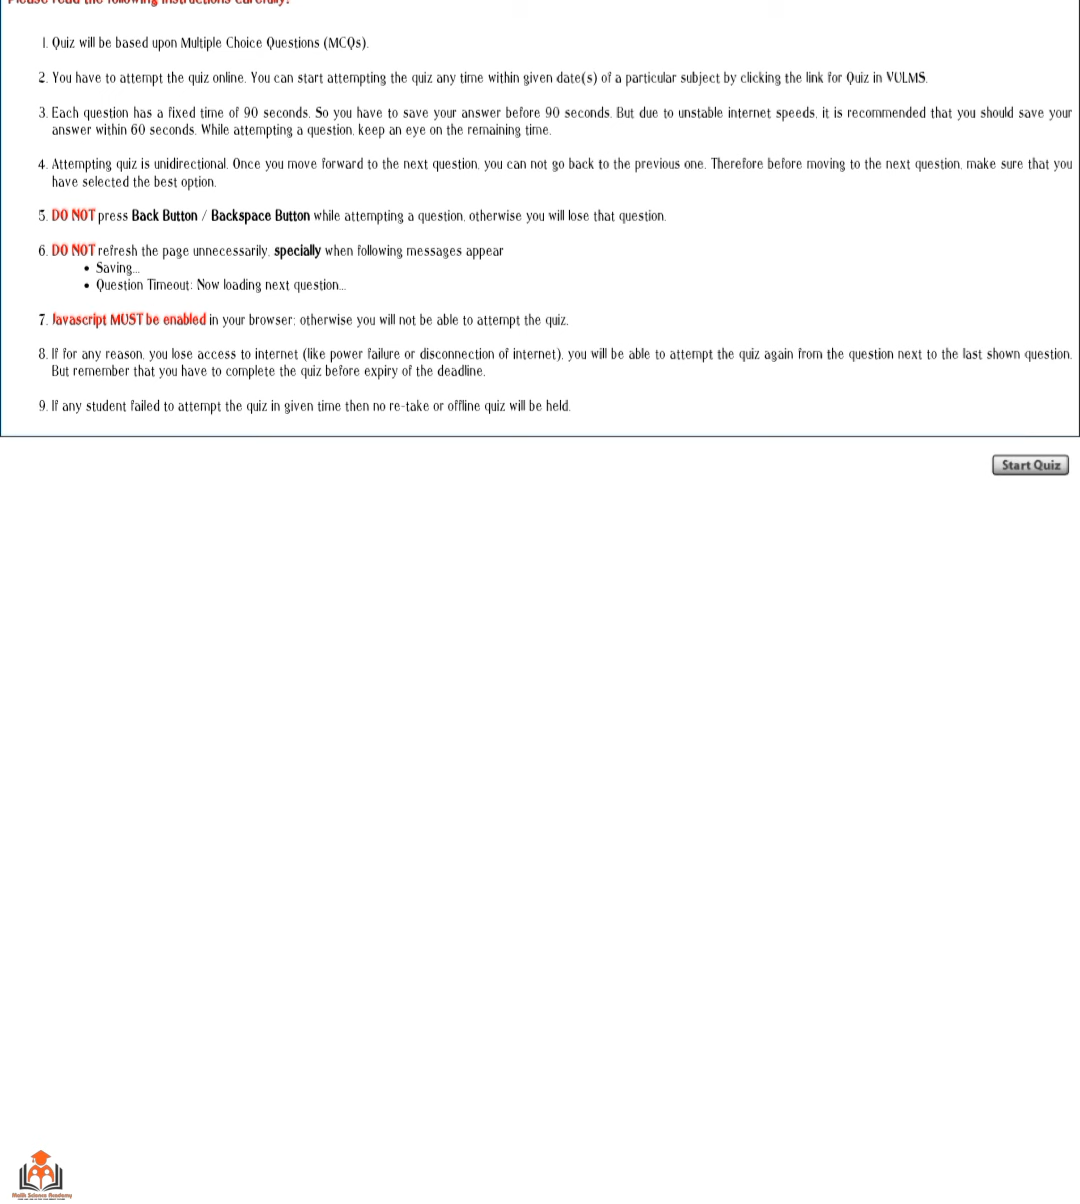 Please read the following instructions carefully!
1. Quiz will be based upon Multiple Choice Questions (MCQs).
2. You have to attempt the quiz online. You can start attempting the quiz any time within given date(s) of a particular subject by clicking the link for Quiz in VULMS.
3. Each question has a fixed time of 90 seconds. So you have to save your answer before 90 seconds. But due to unstable internet speeds, it is recommended that you should save your
answer within 60 seconds. While attempting a question, keep an eye on the remaining time.
4. Attempting quiz is unidirectional. Once you move forward to the next question, you can not go back to the previous one. Therefore before moving to the next question, make sure that you
have selected the best option.
5. DO NOT press Back Button / Backspace Button while attempting a question, otherwise you will lose that question.
6. DO NOT refresh the page unnecessarily, specially when following messages appear
• Saving...
• Question Timeout: Now loading next question...
7. Javascript MUST be enabled in your browser; otherwise you will not be able to attempt the quiz.
8. If for any reason, you lose access to internet (like power failure or disconnection of internet), you will be able to attempt the quiz again from the question next to the last shown question.
But remember that you have to complete the quiz before expiry of the deadline.
9. If any student failed to attempt the quiz in given time then no re-take or offline quiz will be held.
Start Quiz
Science Academy